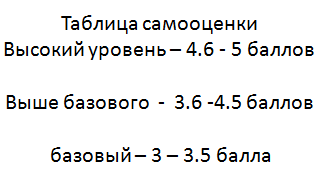 Таблица самооценки
Высокий уровень – 4.6 - 5 баллов
Выше базового - 3.6 -4.5 баллов
базовый – 3 – 3.5 балла